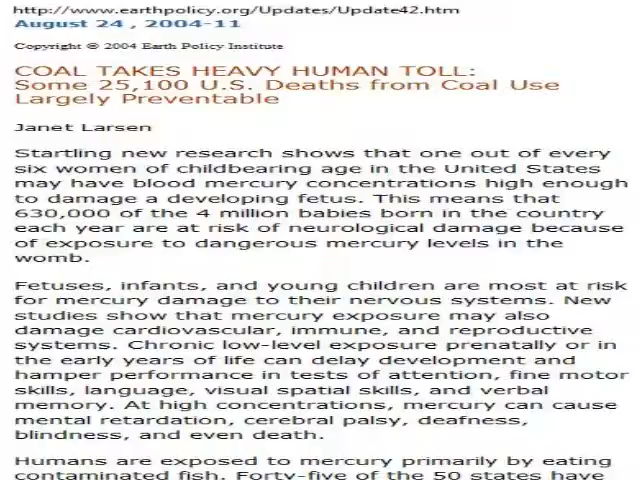 http://www.earthpolicy.org/Updates/Update42.htm
August 24 , 2004-11
Copyright © 2004 Earth Policy Institute
COAL TAKES HEAVY HUMAN TOLL:
Some 25,100 U.S. Deaths from Coal Use
Largely Preventable
Janet Larsen
Startling new research shows that one out of every
six women of childbearing age in the United States
may have blood mercury concentrations high enough
to damage a developing fetus. This means that
630,000 of the 4 million babies born in the country
each year are at risk of neurological damage because
of exposure to dangerous mercury levels in the
womb.
Fetuses, infants, and young children are most at risk
for mercury damage to their nervous systems. New
studies show that mercury exposure may also
damage cardiovascular, immune, and reproductive
systems. Chronic low-level exposure prenatally or in
the early years of life can delay development and
hamper performance in tests of attention, fine motor
skills, language, visual spatial skills, and verbal
memory. At high concentrations, mercury can cause
mental retardation, cerebral palsy, deafness,
blindness, and even death.
Humans are exposed to mercury primarily by eating
contaminated fish. Forty-five of the 50 states have